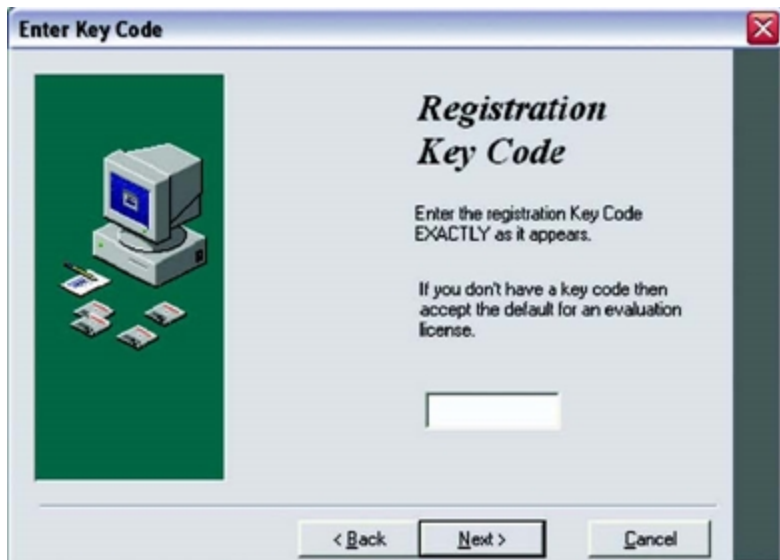 Enter Key Code
Registration
Key Code
Enter the registration Key Code
EXACTLY as it appears.
If you don't have a key code then
accept the default for an evaluation
license.
< Back
Next >
Cancel